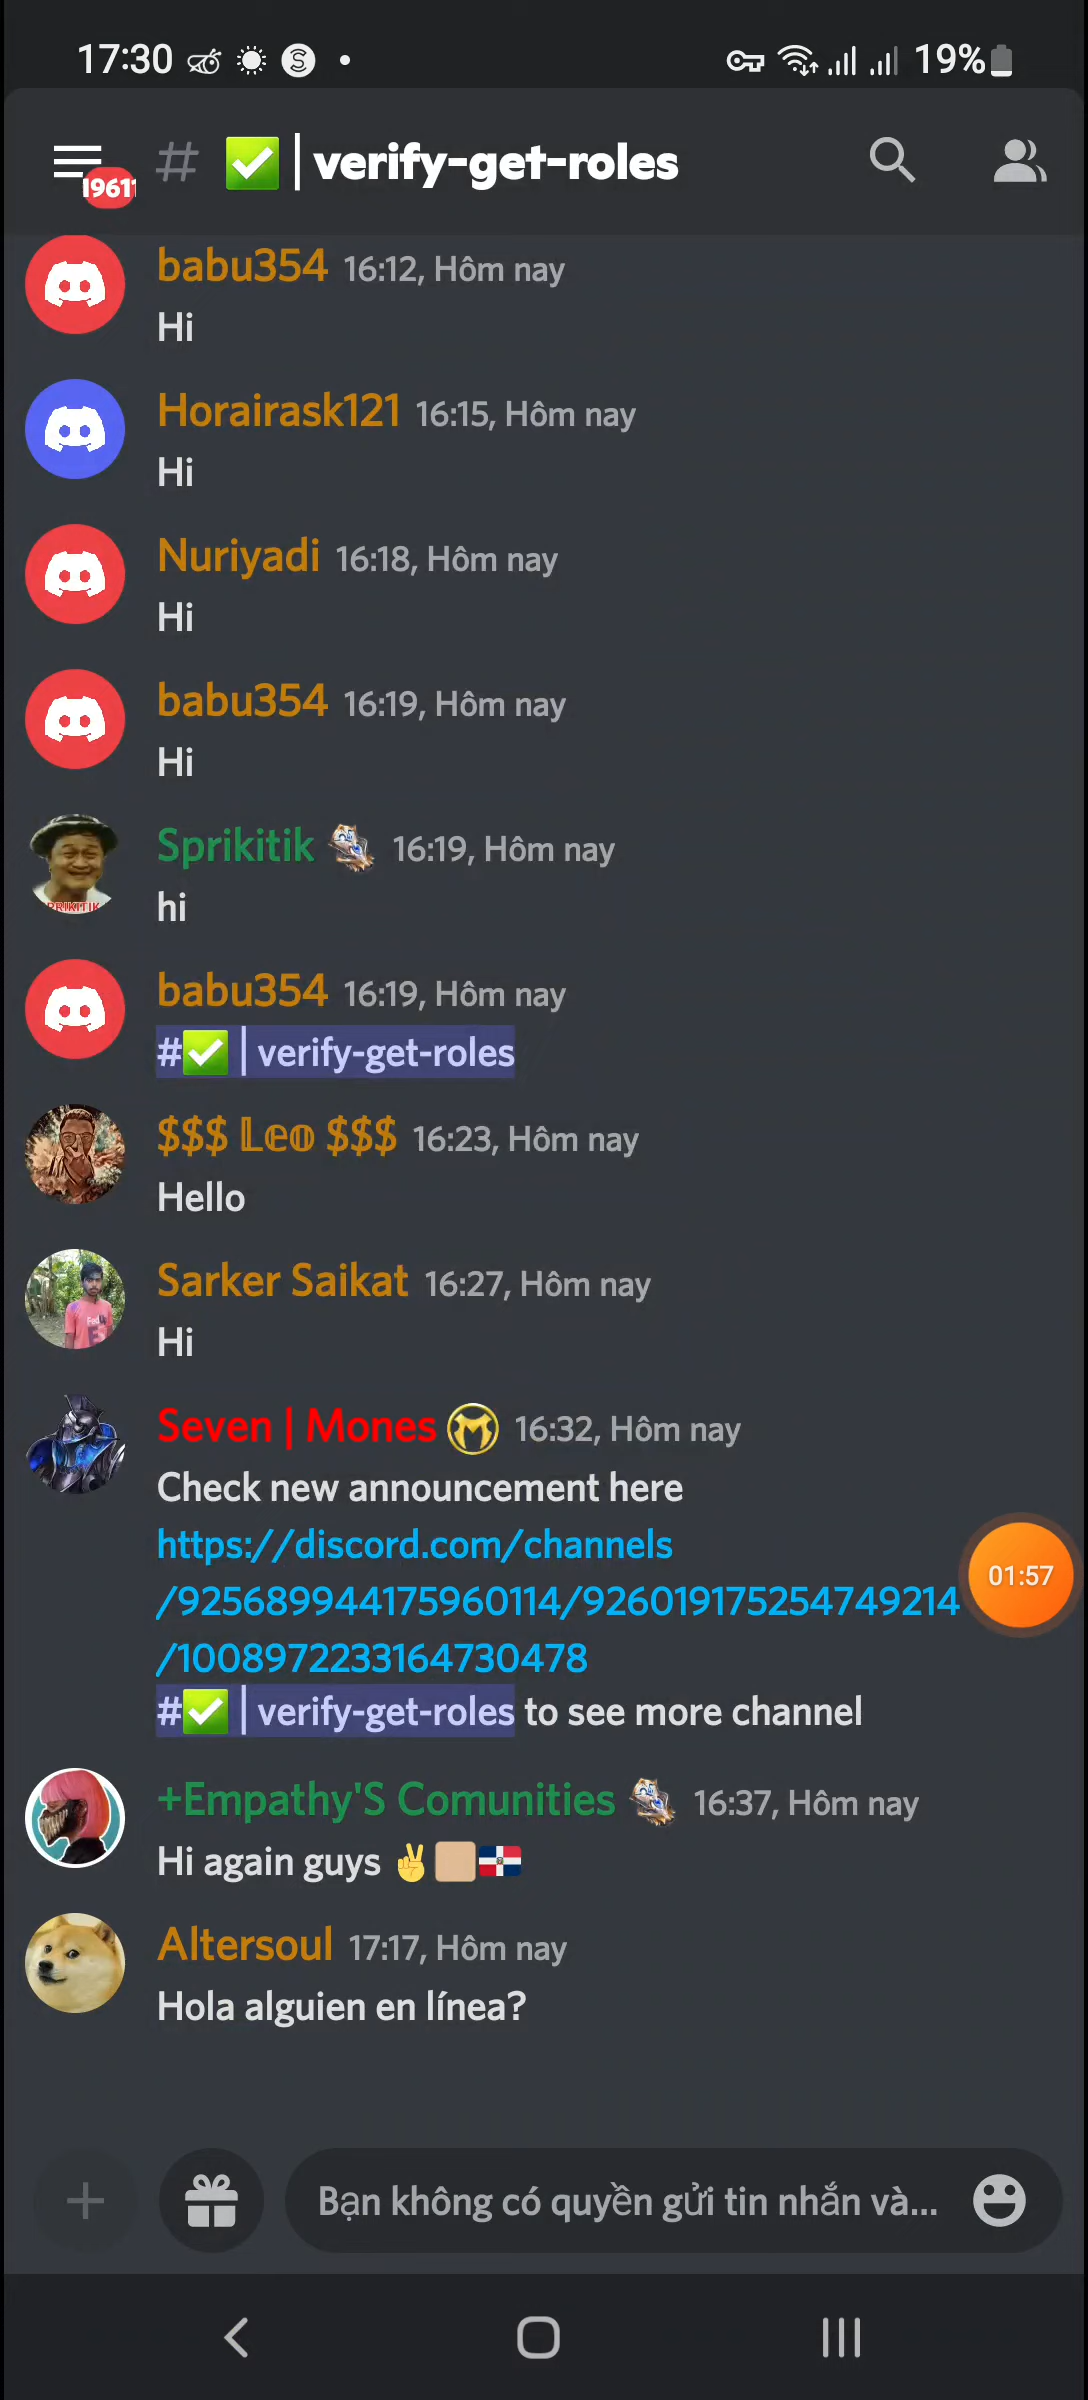 17:30 19%
19611 # ✅ | verify-get-roles
babu354 16:12, Hôm nay
Hi
Horairask121 16:15, Hôm nay
Hi
Nuriyadi 16:18, Hôm nay
Hi
babu354 16:19, Hôm nay
Hi
Sprikitik 16:19, Hôm nay
hi
babu354 16:19, Hôm nay
#✅ | verify-get-roles
$$$ 𝕃𝕖𝕠 $$$ 16:23, Hôm nay
Hello
Sarker Saikat 16:27, Hôm nay
Hi
Seven | Mones 16:32, Hôm nay
Check new announcement here
https://discord.com/channels
/925689944175960114/926019175254749214
/1008972233164730478
01:57
#✅ | verify-get-roles to see more channel
+Empathy'S Comunities 16:37, Hôm nay
Hi again guys ✌🏼🇩🇴
Altersoul 17:17, Hôm nay
Hola alguien en línea?
Bạn không có quyền gửi tin nhắn và...